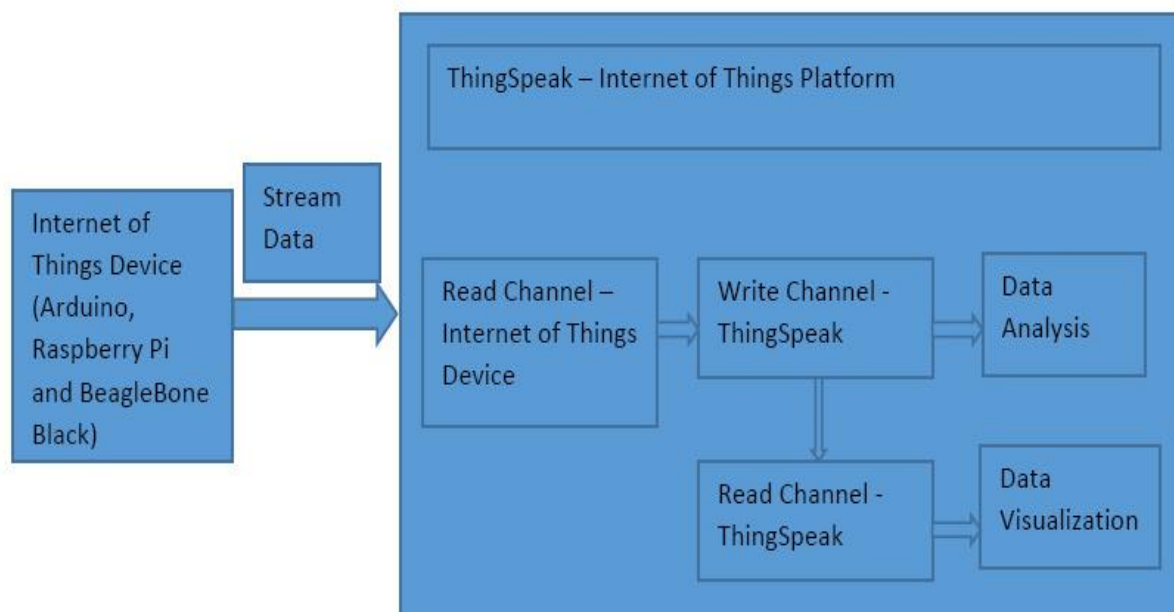 ThingSpeak – Internet of Things Platform
Stream
Data
Internet of
Things Device
(Arduino,
Raspberry Pi
and BeagleBone
Black)
Read Channel –
Internet of Things
Device
Write Channel -
ThingSpeak
Data
Analysis
Read Channel -
ThingSpeak
Data
Visualization